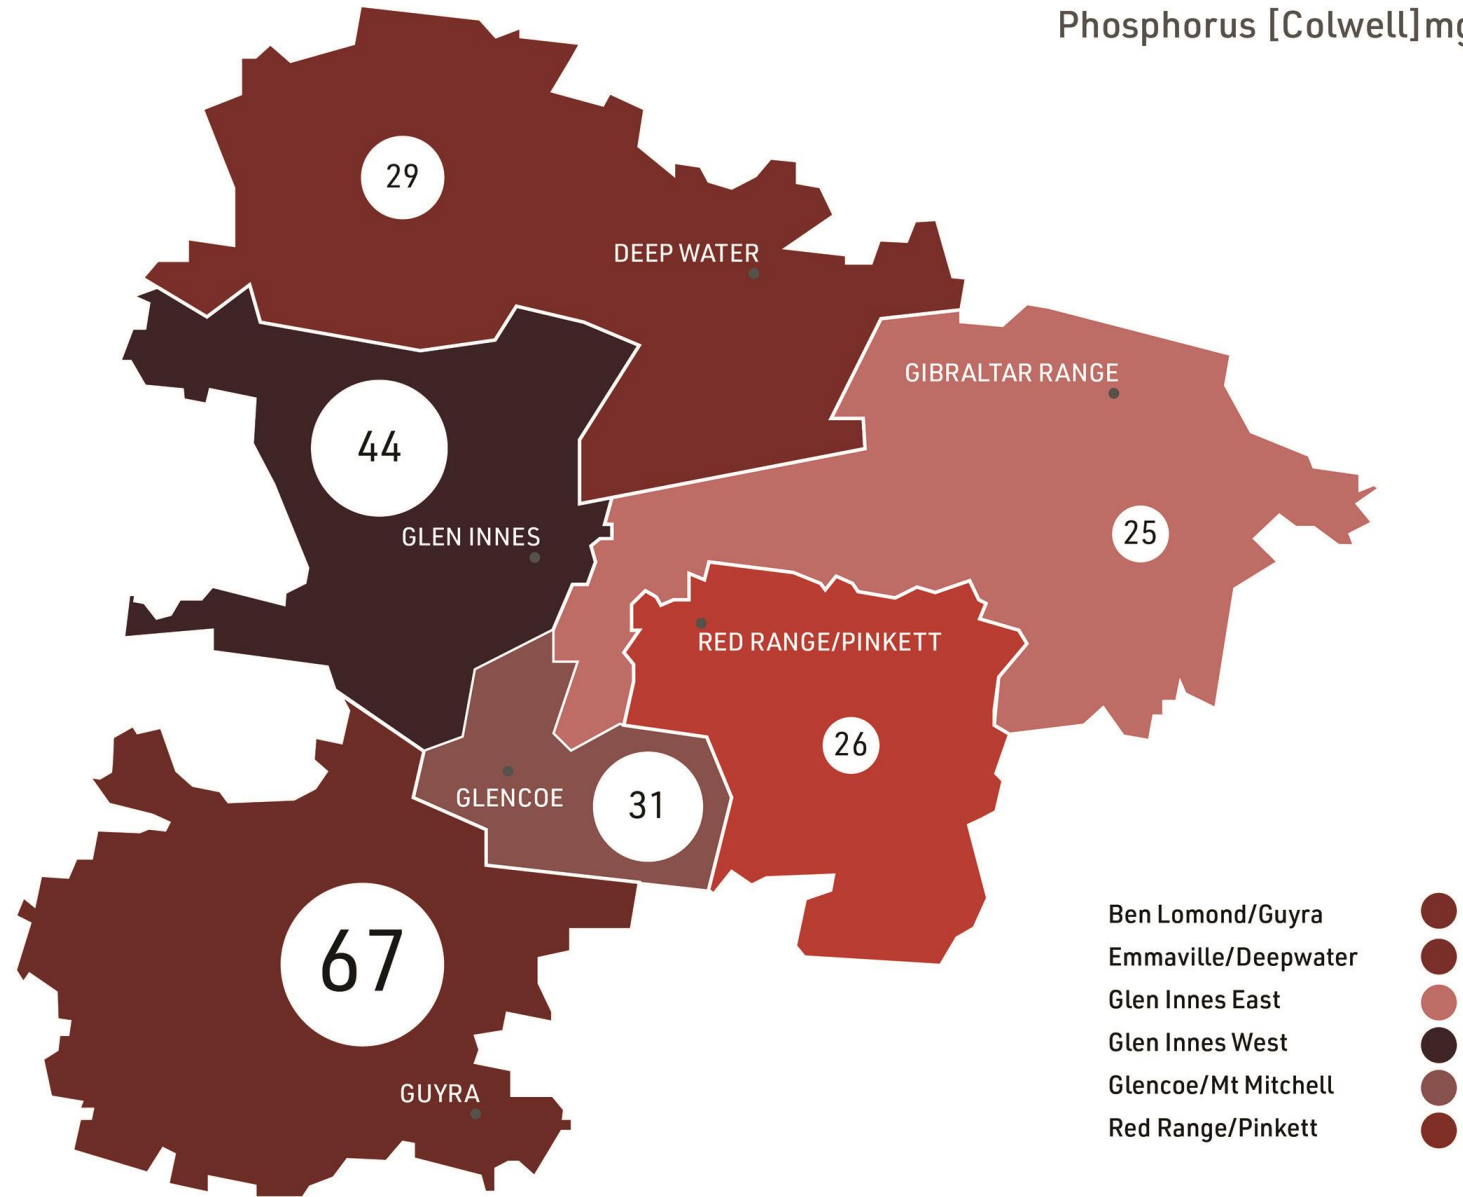 Phosphorus [Colwell]mg
29
DEEP WATER
GIBRALTAR RANGE
44
GLEN INNES
25
RED RANGE/PINKETT
26
GLENCOE
31
67
GUYRA
Ben Lomond/Guyra
Emmaville/Deepwater
Glen Innes East
Glen Innes West
Glencoe/Mt Mitchell
Red Range/Pinkett